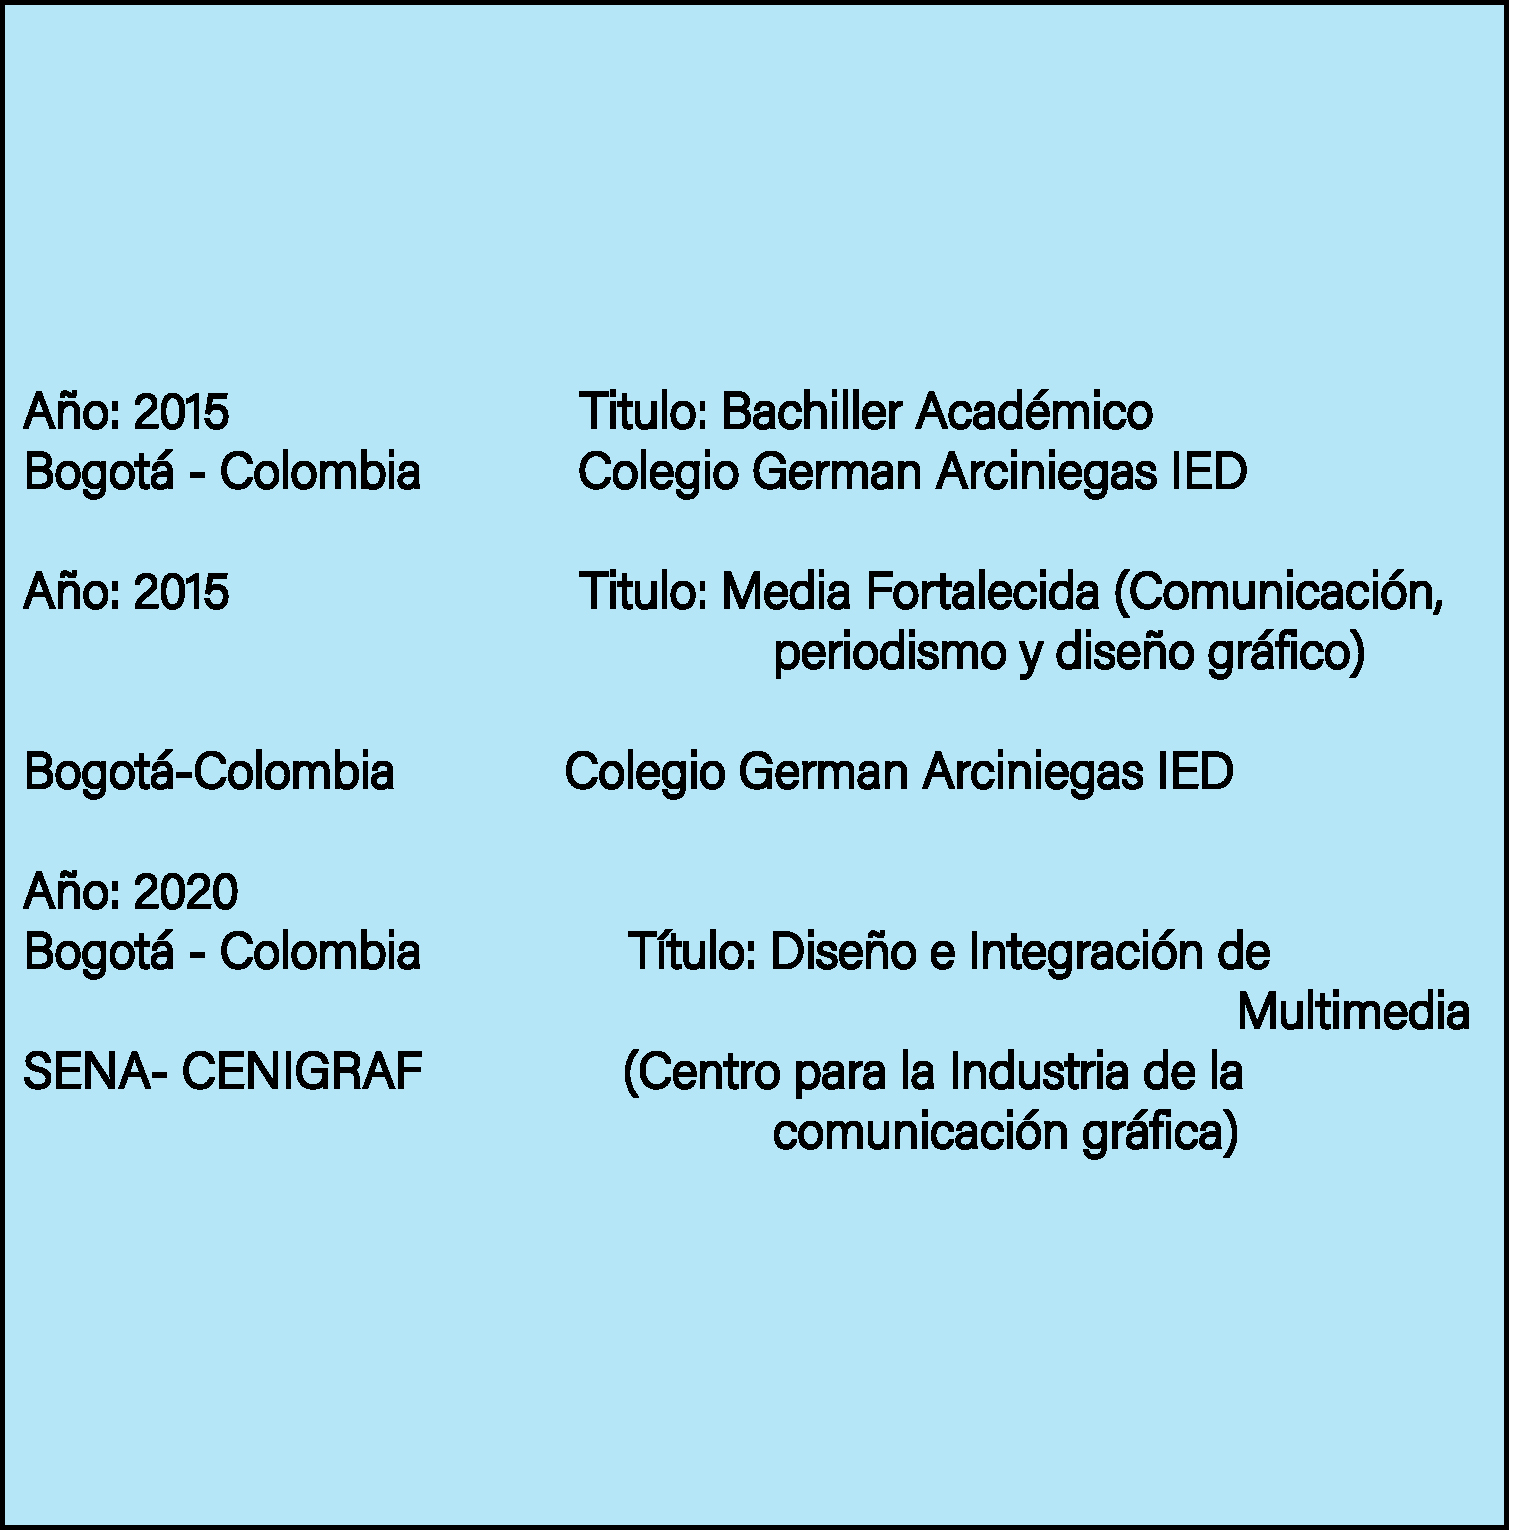 Año: 2015 Titulo: Bachiller Académico
Bogotá - Colombia Colegio German Arciniegas IED
Año: 2015 Titulo: Media Fortalecida (Comunicación,
periodismo y diseño gráfico)
Bogotá-Colombia Colegio German Arciniegas IED
Año: 2020
Bogotá - Colombia Título: Diseño e Integración de
Multimedia
SENA- CENIGRAF (Centro para la Industria de la
comunicación gráfica)